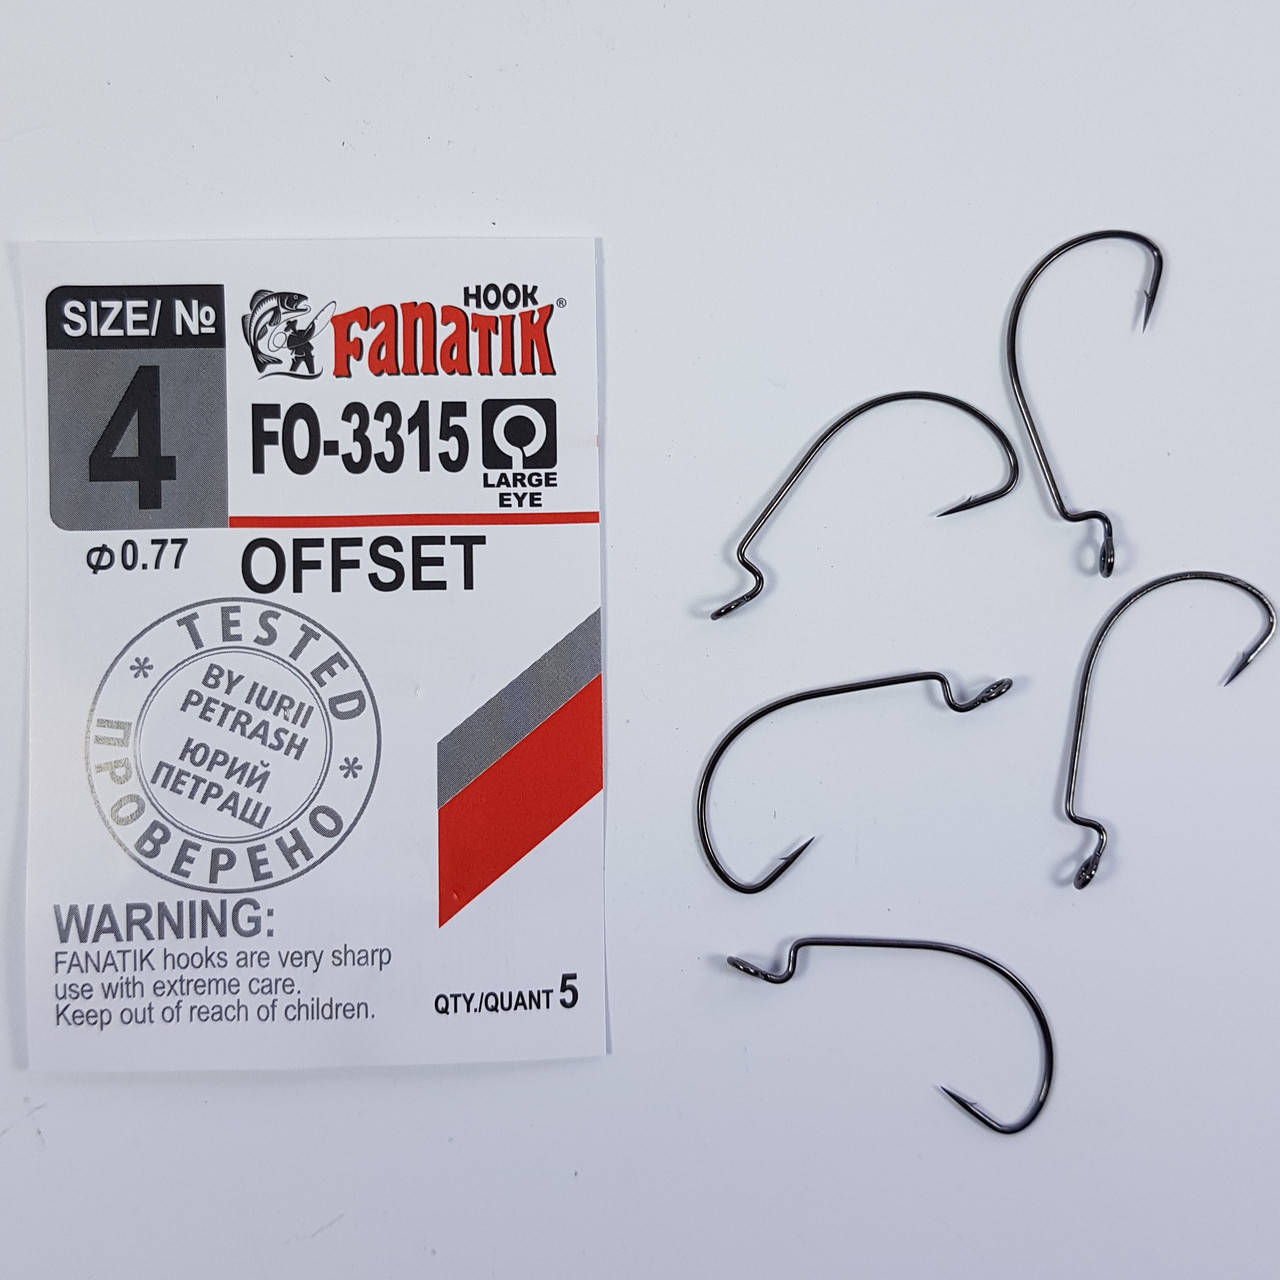 SIZE/ №
4
⌀0.77
HOOK
FANATIK®
FO-3315
LARGE
EYE
OFFSET
* TESTED *
BY IURII
PETRASH
ЮРИЙ
ПЕТРАШ
ПРОВЕРЕНО
WARNING:
FANATIK hooks are very sharp
use with extreme care.
Keep out of reach of children.
QTY./QUANT 5